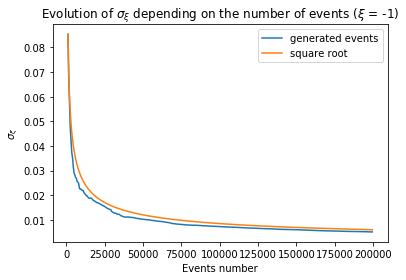 Evolution of σξ depending on the number of events (ξ = -1)
generated events
square root
σξ
0.08
0.07
0.06
0.05
0.04
0.03
0.02
0.01
0 25000 50000 75000 100000 125000 150000 175000 200000
Events number